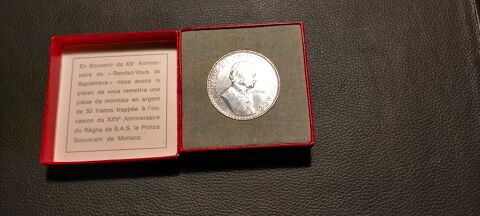 En Souvenir du XXe Anniver-
saire du « Rendez-Vous de
Septembre » nous avons le
plaisir de vous remettre une
pièce de monnaie en argent
de 50 francs frappée à l'oc-
casion du XXVe Anniversaire
du Règne de S.A.S. le Prince
Souverain de Monaco.